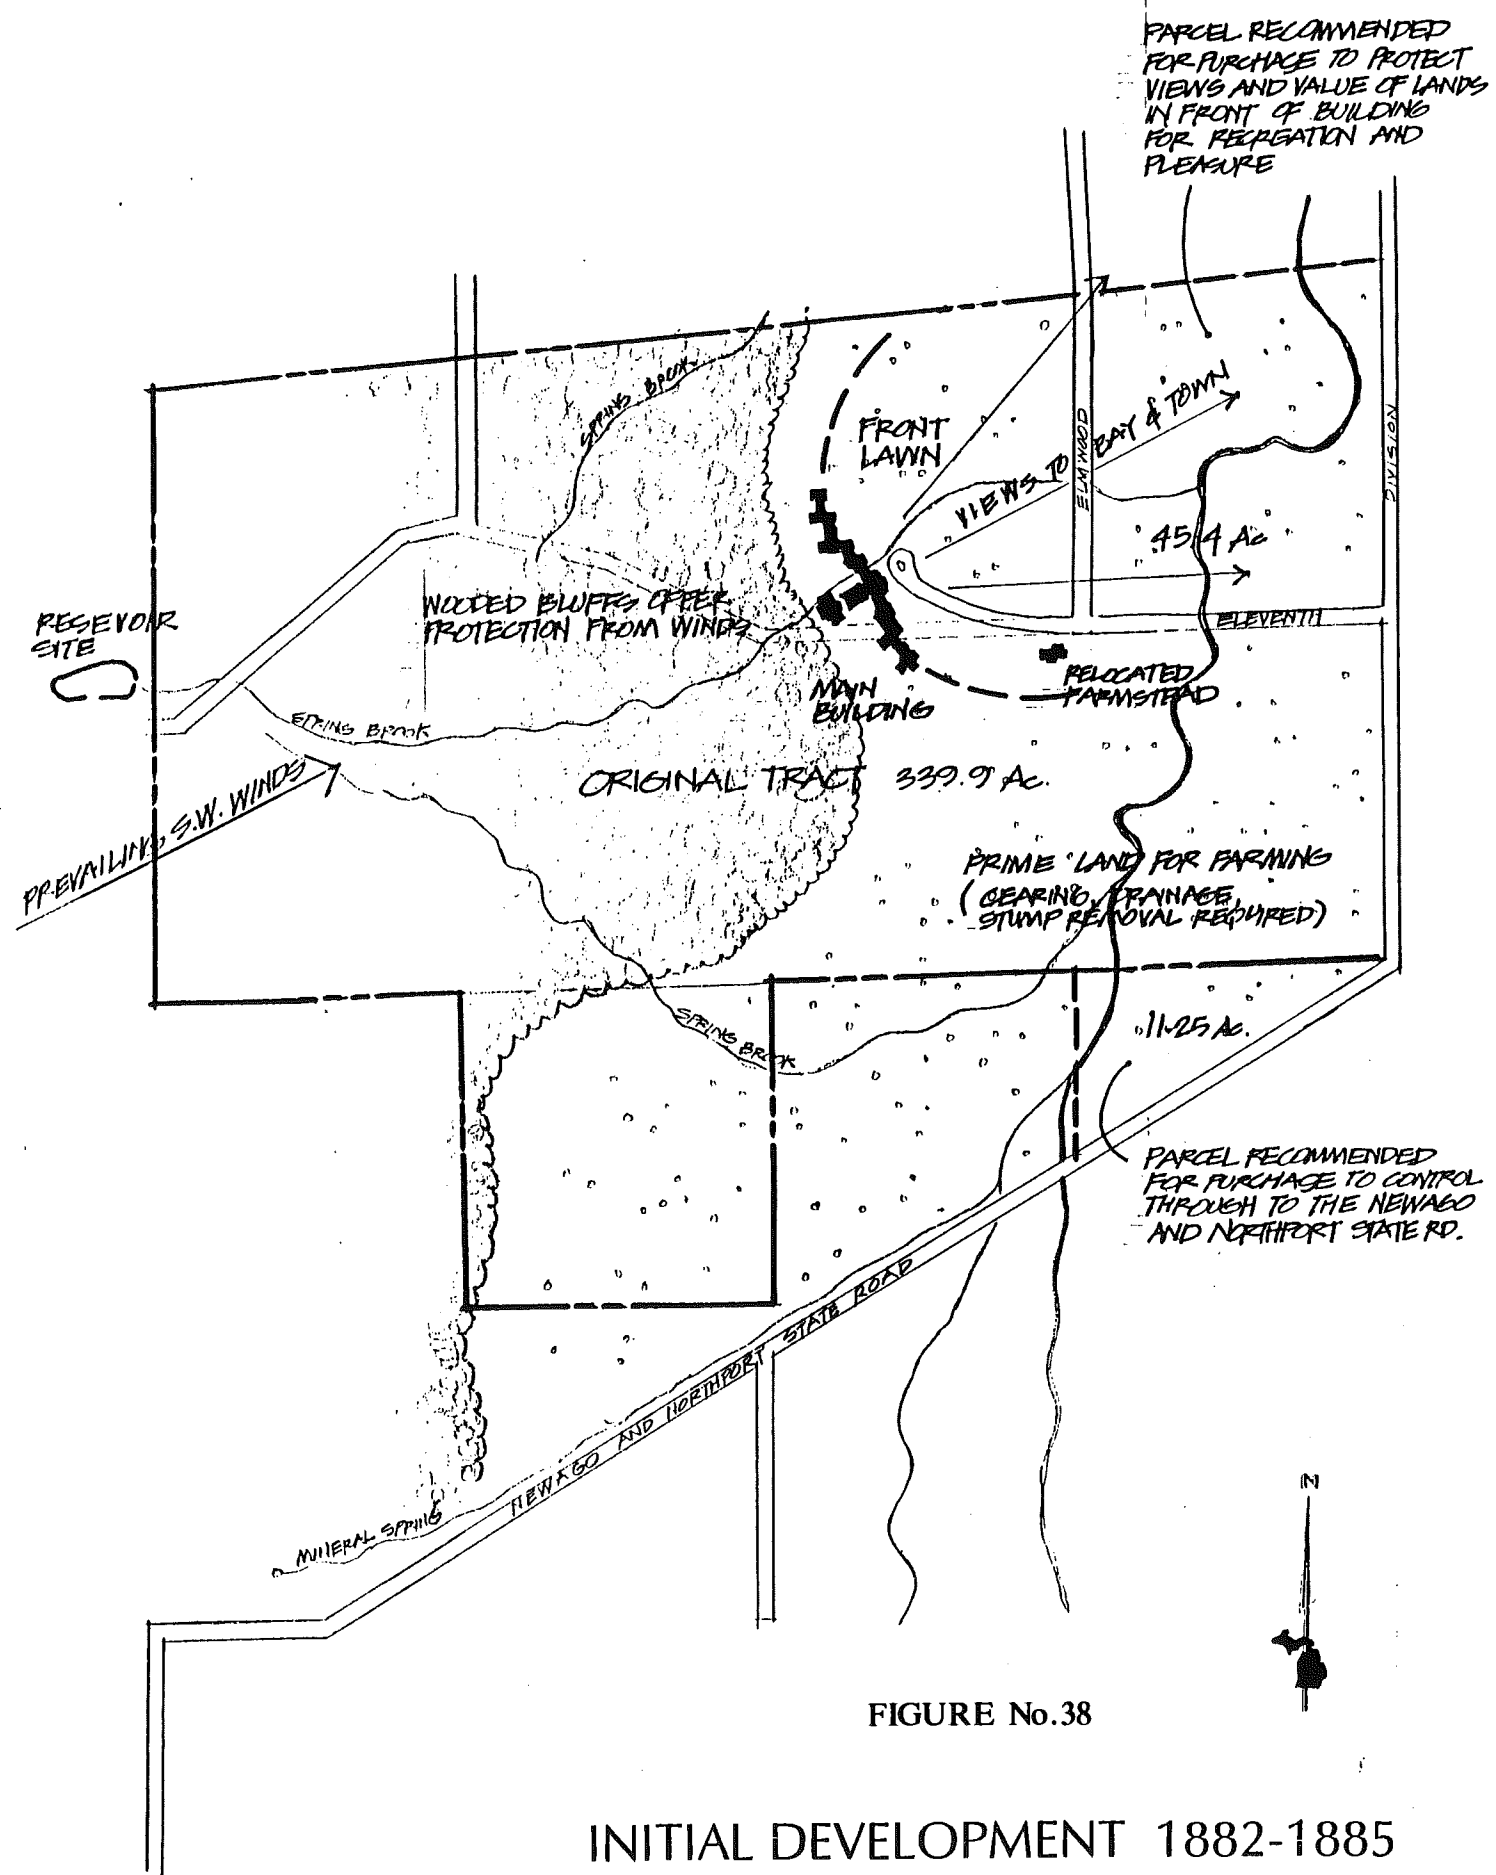 PARCEL RECOMMENDED
FOR PURCHASE TO PROTECT
VIEWS AND VALUE OF LANDS
IN FRONT OF BUILDING
FOR RECREATION AND
PLEASURE
SPRING BROOK
FRONT
LAWN
VIEWS TO BAY & TOWN
ELMWOOD
DIVISION
45.4 Ac
ELEVENTH
WOODED BLUFFS OFFER
PROTECTION FROM WINDS
RESEVOIR
SITE
MAIN
BUILDING
RELOCATED
FARMSTEAD
SPRING BROOK
ORIGINAL TRACT 339.9 Ac.
PREVAILING S.W. WINDS
PRIME LAND FOR FARMING
(CEARING, DRAINAGE,
STUMP REMOVAL REQUIRED)
SPRING BROOK
11.25 Ac.
PARCEL RECOMMENDED
FOR PURCHASE TO CONTROL
THROUGH TO THE NEWAGO
AND NORTHPORT STATE RD.
NEWAGO AND NORTHPORT STATE ROAD
MINERAL SPRING
N
FIGURE No.38
INITIAL DEVELOPMENT 1882-1885